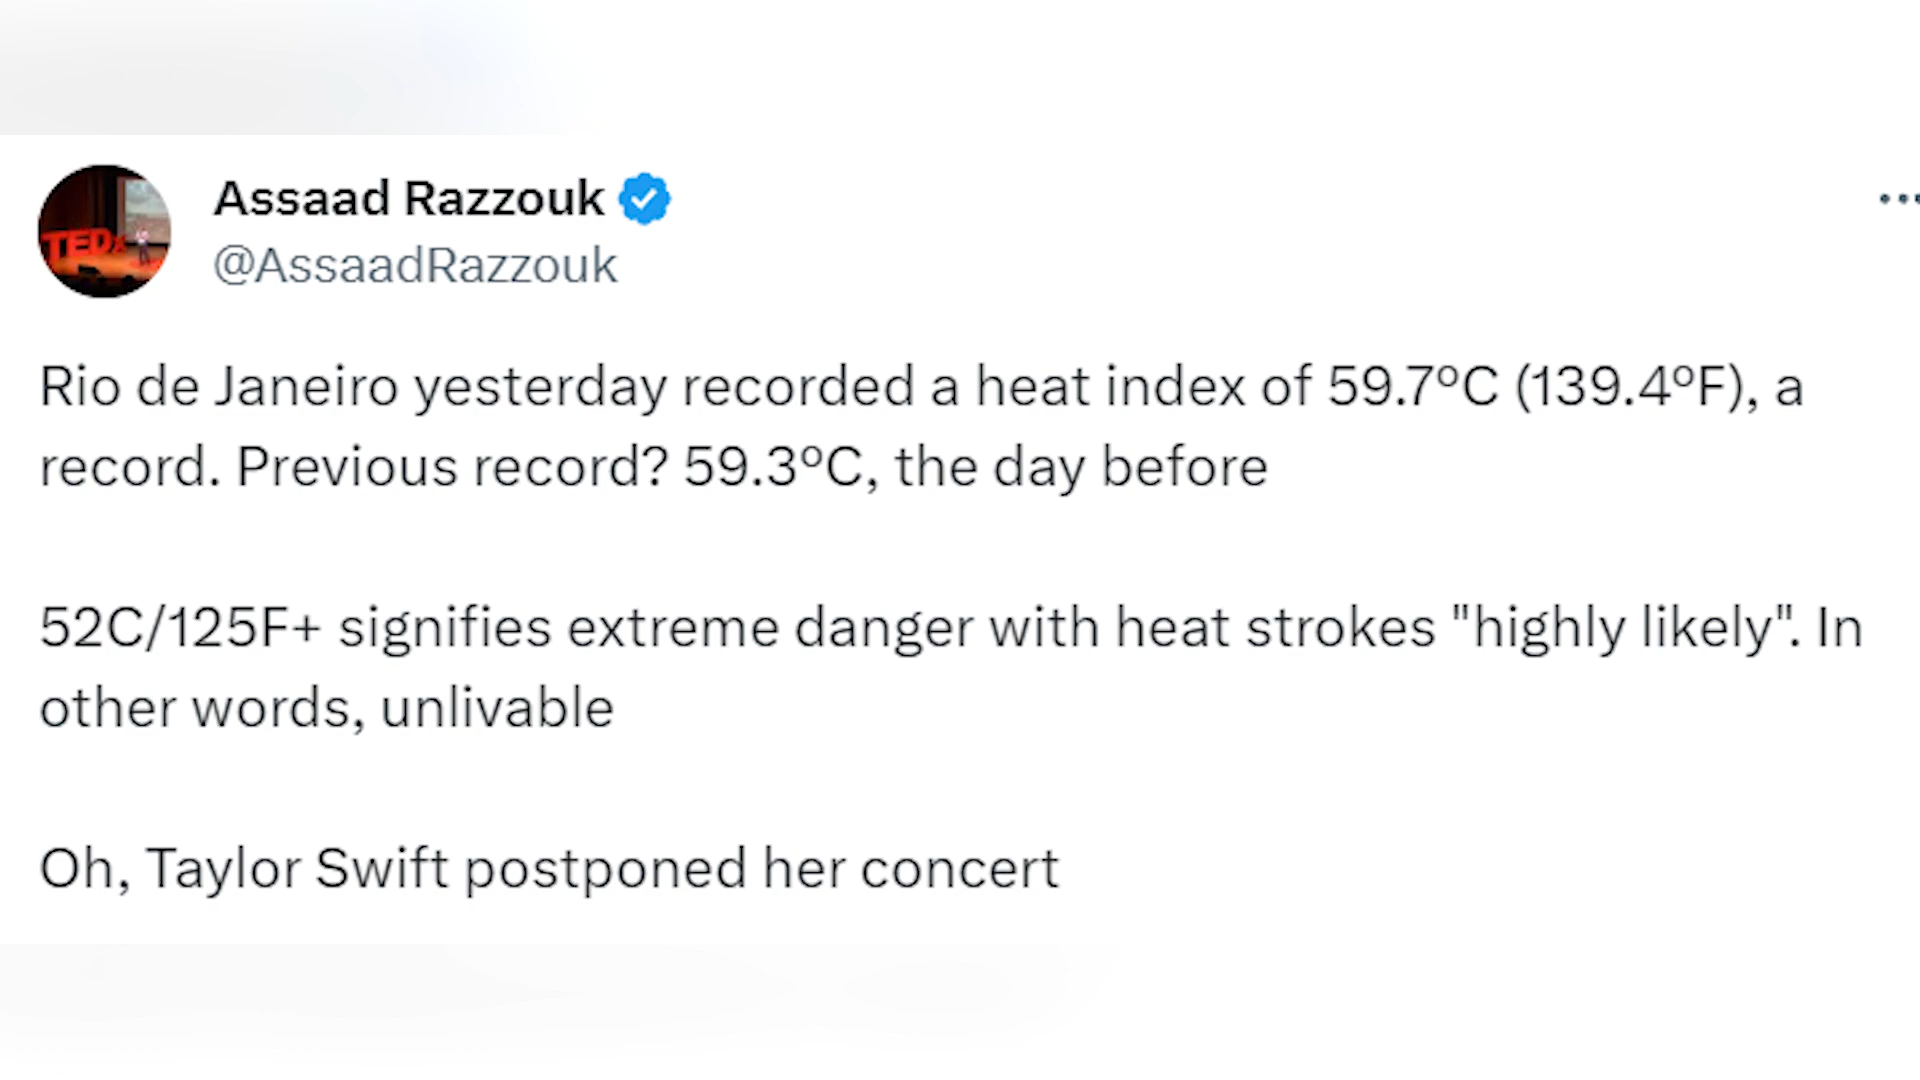 TEDx
Assaad Razzouk
@AssaadRazzouk
Rio de Janeiro yesterday recorded a heat index of 59.7ºC (139.4ºF), a
record. Previous record? 59.3ºC, the day before
52C/125F+ signifies extreme danger with heat strokes "highly likely". In
other words, unlivable
Oh, Taylor Swift postponed her concert